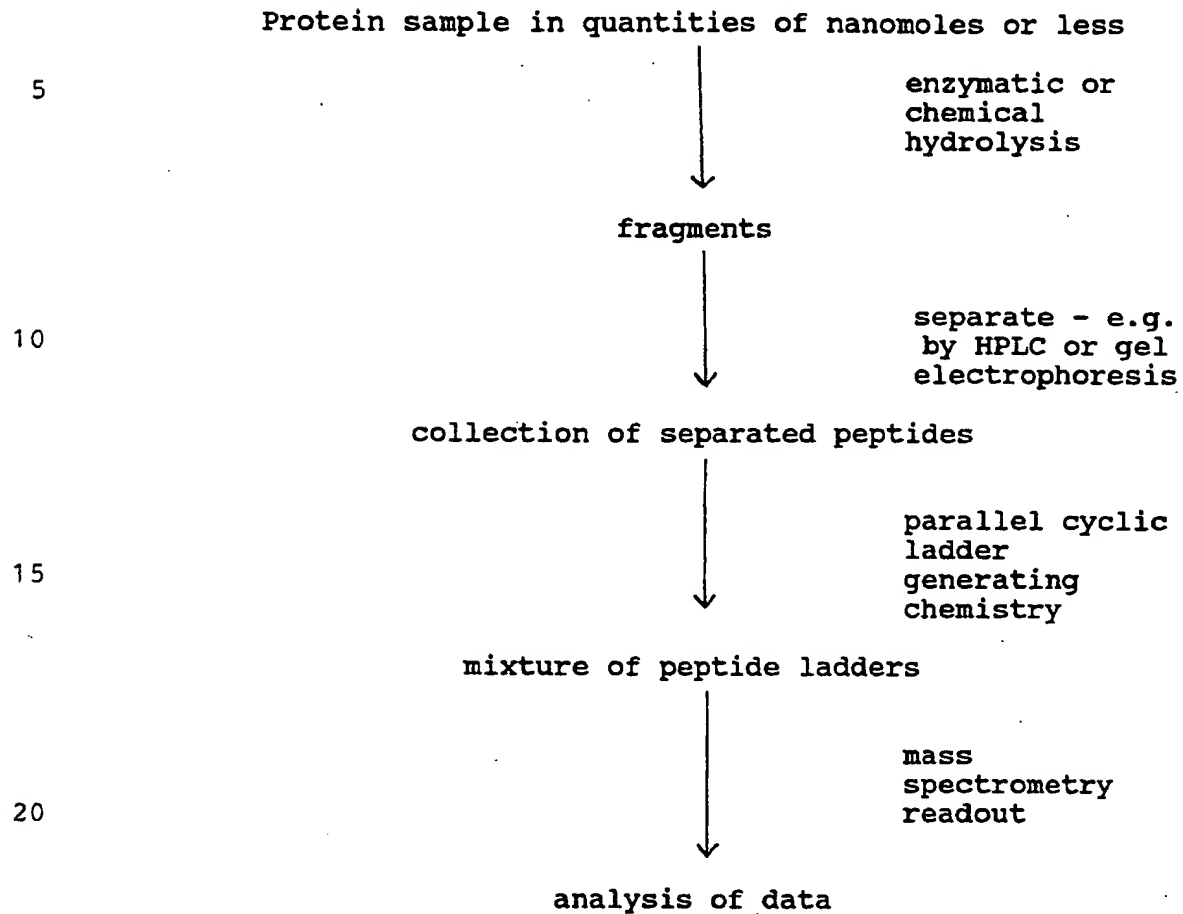 Protein sample in quantities of nanomoles or less
5
enzymatic or
chemical
hydrolysis
fragments
10
separate - e.g.
by HPLC or gel
electrophoresis
collection of separated peptides
parallel cyclic
ladder
15
generating
chemistry
mixture of peptide ladders
mass
spectrometry
20
readout
analysis of data